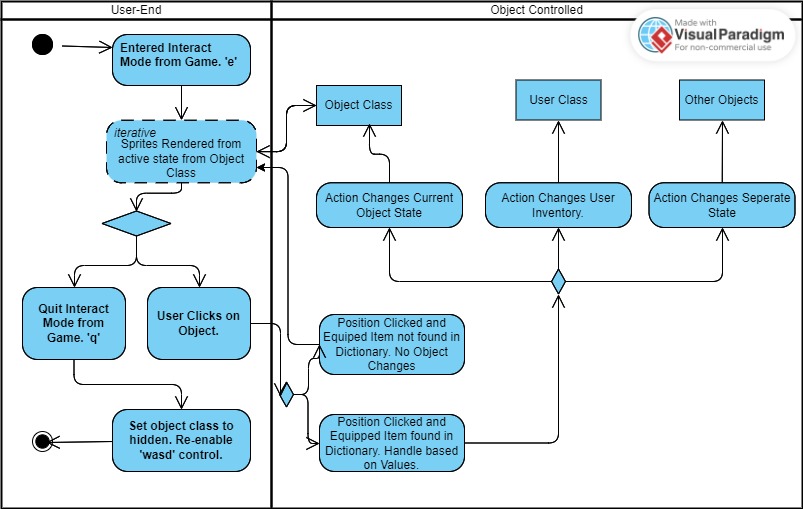 User-End
Object Controlled
Made with
Visual Paradigm
For non-commercial use
Entered Interact
Mode from Game. 'e'
iterative
Sprites Rendered from
active state from Object
Class
Object Class
User Class
Other Objects
Action Changes Current
Object State
Action Changes User
Inventory.
Action Changes Seperate
State
Quit Interact
Mode from
Game. 'q'
User Clicks on
Object.
Position Clicked and
Equiped Item not found in
Dictionary. No Object
Changes
Set object class to
hidden. Re-enable
'wasd' control.
Position Clicked and
Equipped Item found in
Dictionary. Handle based
on Values.